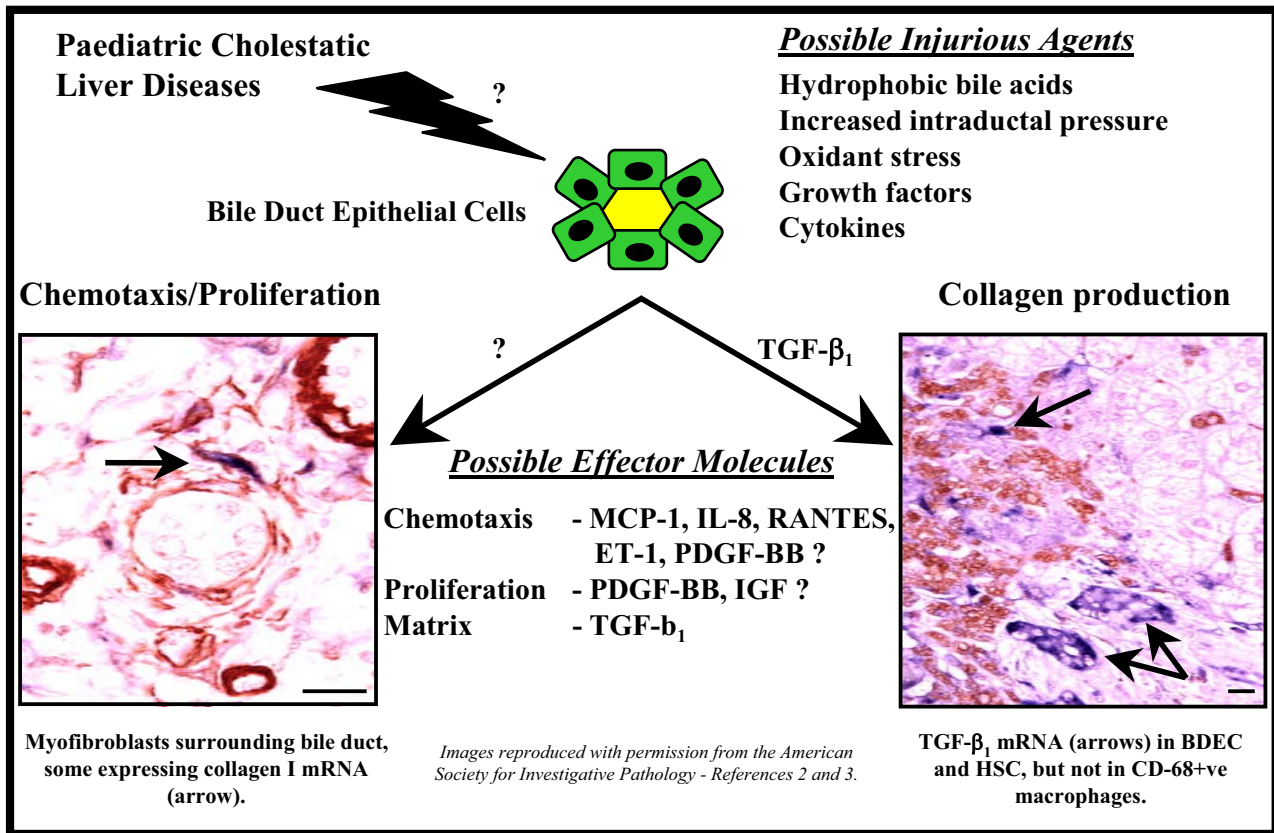 Paediatric Cholestatic
Liver Diseases
?
Possible Injurious Agents
Hydrophobic bile acids
Increased intraductal pressure
Oxidant stress
Growth factors
Cytokines
Bile Duct Epithelial Cells
Chemotaxis/Proliferation
Collagen production
?
TGF-β₁
Possible Effector Molecules
Chemotaxis - MCP-1, IL-8, RANTES,
ET-1, PDGF-BB ?
Proliferation - PDGF-BB, IGF ?
Matrix - TGF-b₁
Myofibroblasts surrounding bile duct,
some expressing collagen I mRNA
(arrow).
Images reproduced with permission from the American
Society for Investigative Pathology - References 2 and 3.
TGF-β₁ mRNA (arrows) in BDEC
and HSC, but not in CD-68+ve
macrophages.